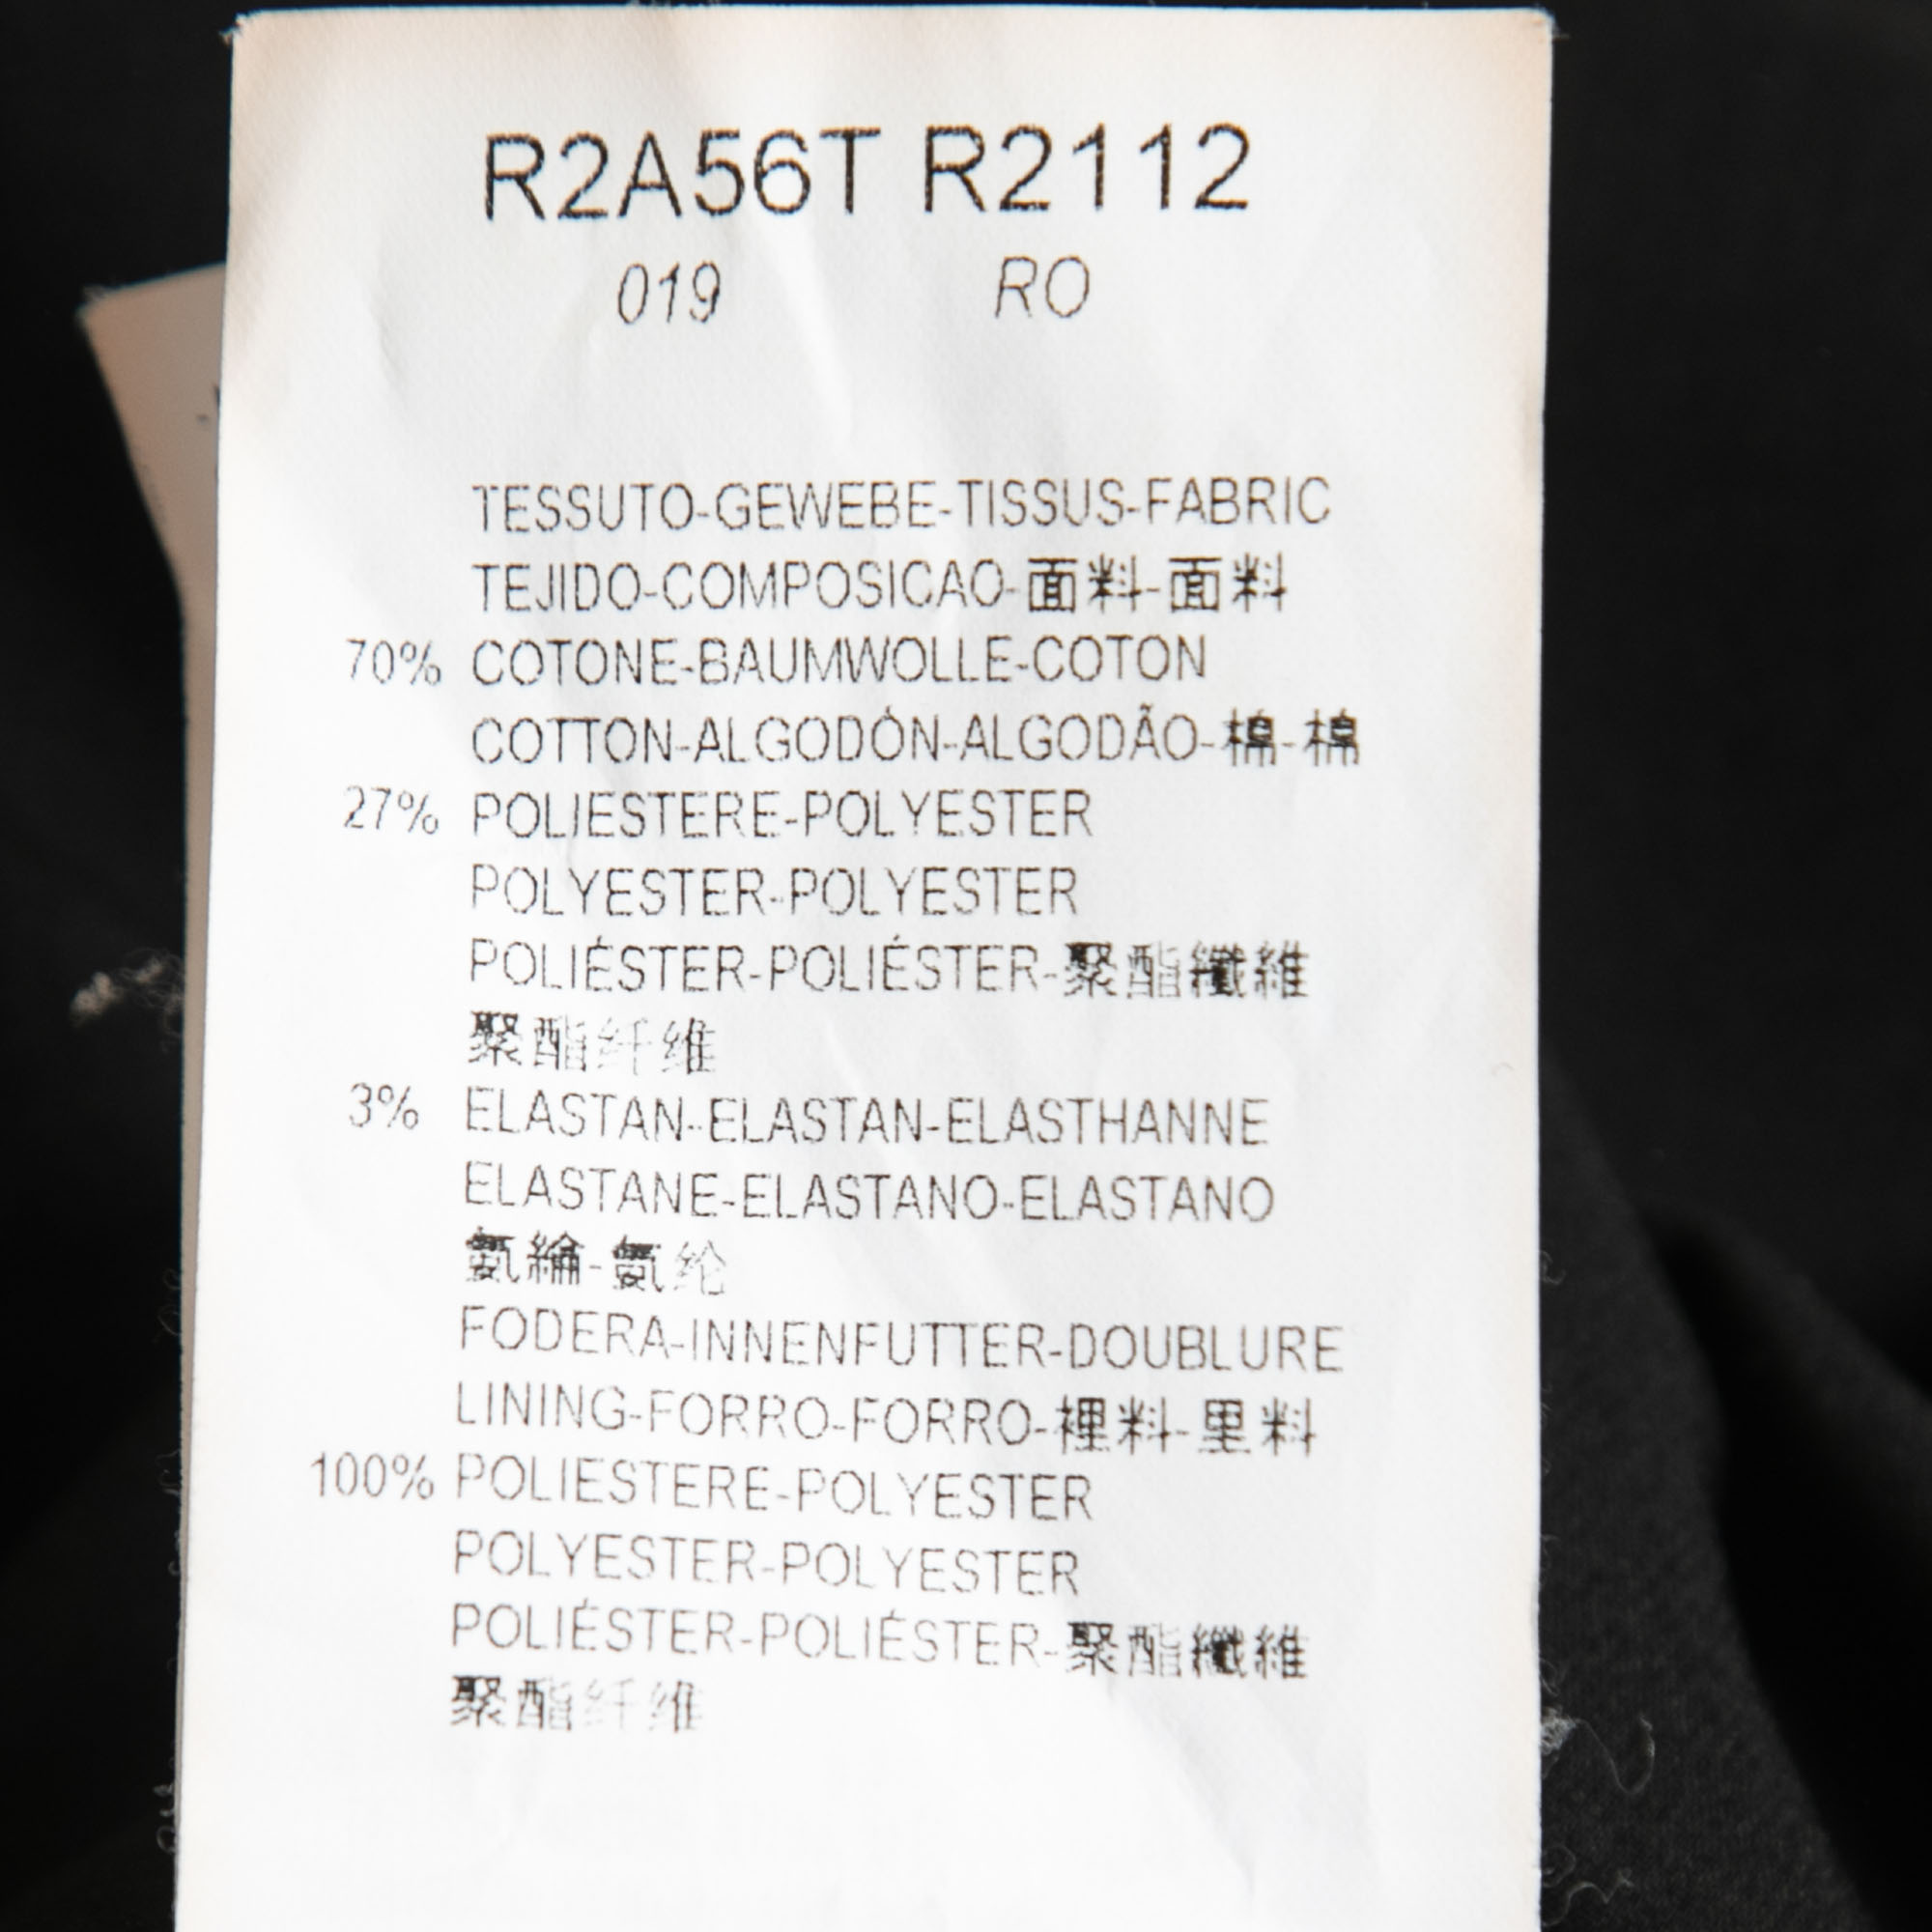 R2A56T R2112
019 RO
TESSUTO-GEWEBE-TISSUS-FABRIC
TEJIDO-COMPOSICAO-面料-面料
70% COTONE-BAUMWOLLE-COTON
COTTON-ALGODÓN-ALGODÃO-棉-棉
27% POLIESTERE-POLYESTER
POLYESTER-POLYESTER
POLIÉSTER-POLIÉSTER-聚酯纖維
聚酯纤维
3% ELASTAN-ELASTAN-ELASTHANNE
ELASTANE-ELASTANO-ELASTANO
氨綸-氨纶
FODERA-INNENFUTTER-DOUBLURE
LINING-FORRO-FORRO-裡料-里料
100% POLIESTERE-POLYESTER
POLYESTER-POLYESTER
POLIÉSTER-POLIÉSTER-聚酯纖維
聚酯纤维